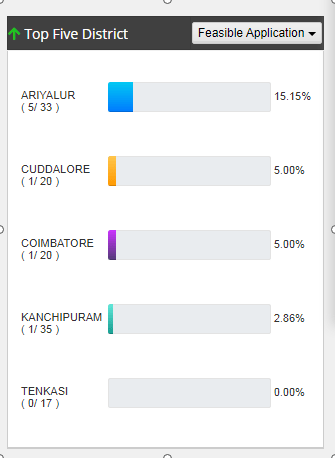 Top Five District
Feasible Application
ARIYALUR
( 5/ 33 )
15.15%
CUDDALORE
( 1/ 20 )
5.00%
COIMBATORE
( 1/ 20 )
5.00%
KANCHIPURAM
( 1/ 35 )
2.86%
TENKASI
( 0/ 17 )
0.00%